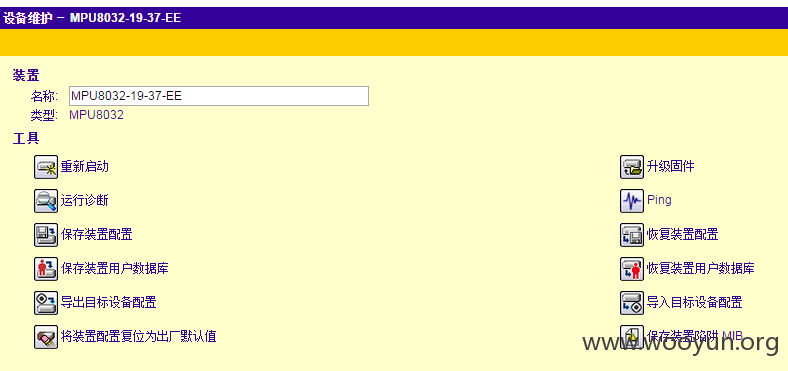 设备维护 – MPU8032-19-37-EE
装置
名称: MPU8032-19-37-EE
类型: MPU8032
工具
重新启动 升级固件
运行诊断 Ping
保存装置配置 恢复装置配置
保存装置用户数据库 恢复装置用户数据库
导出目标设备配置 导入目标设备配置
将装置配置复位为出厂默认值 保存装置陷阱 MIB
www.wooyun.org